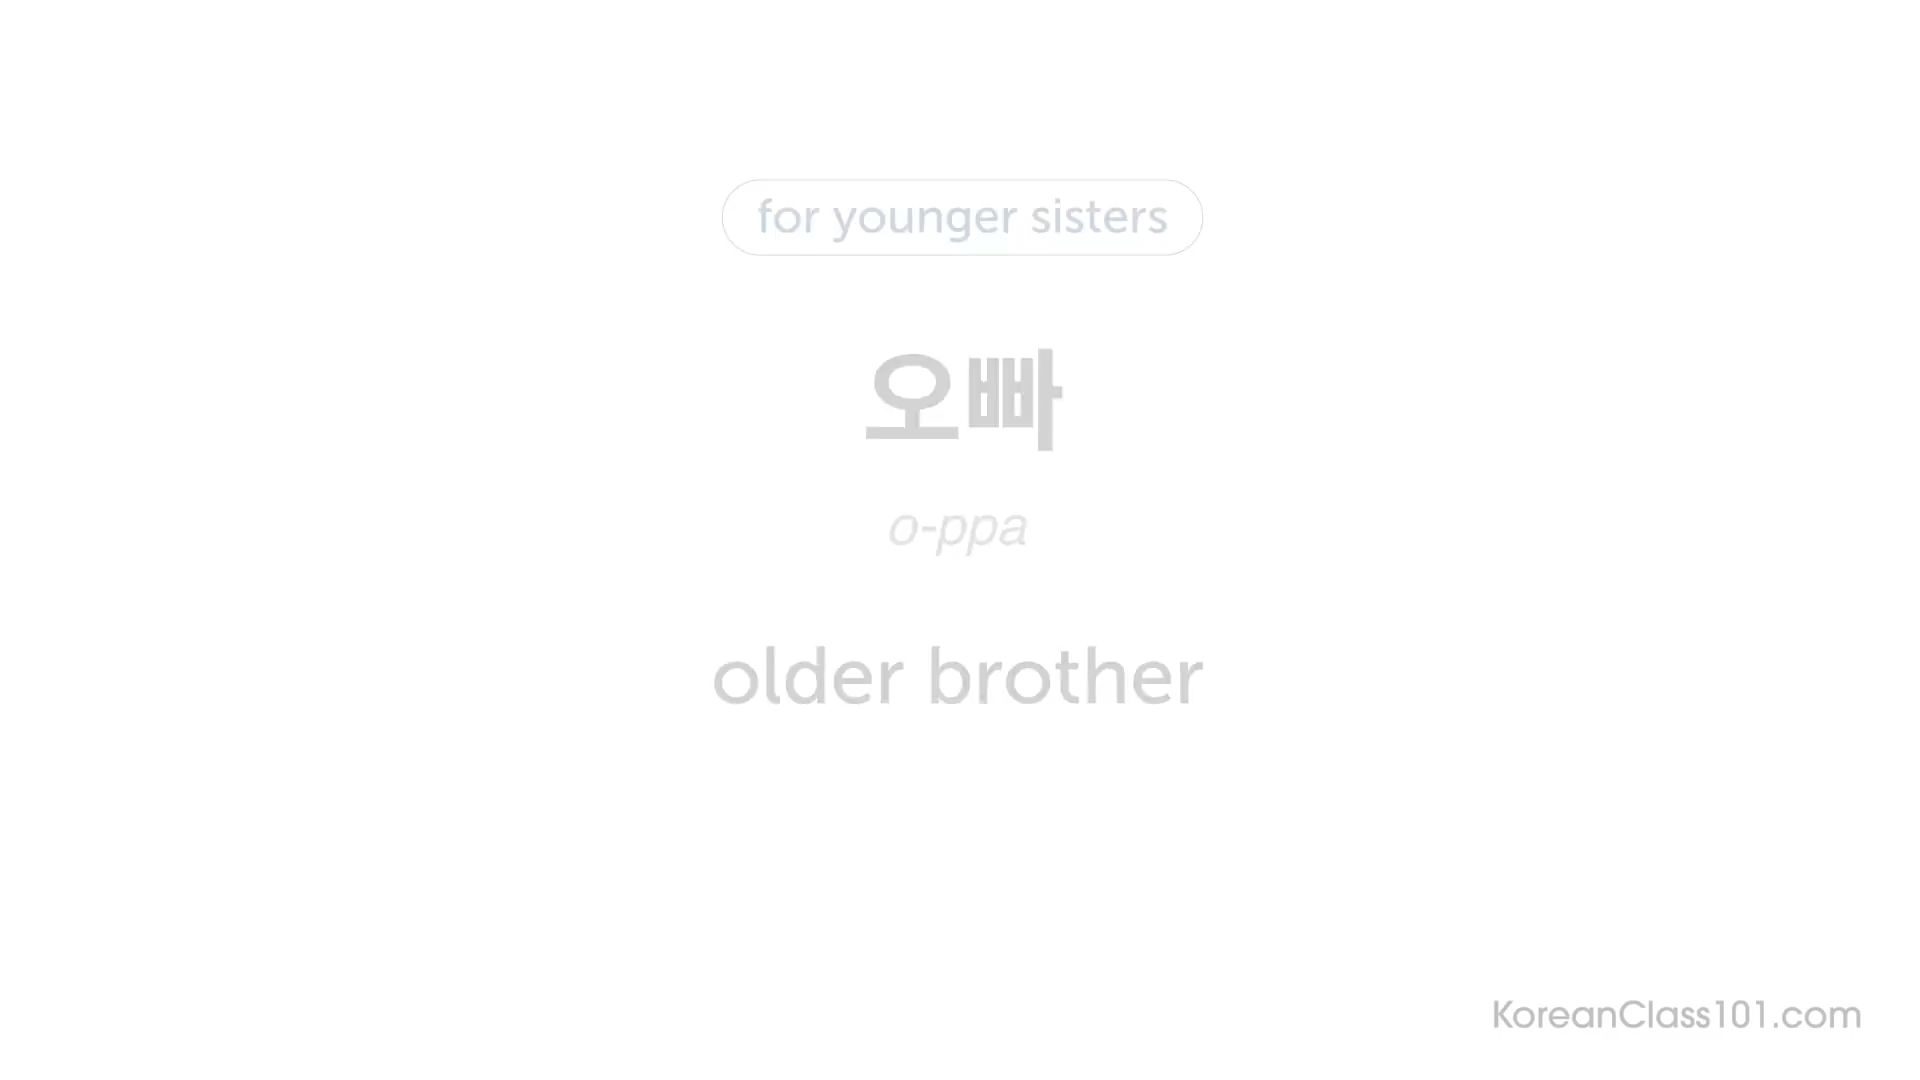 for younger sisters
오빠
o-ppa
older brother
KoreanClass101.com